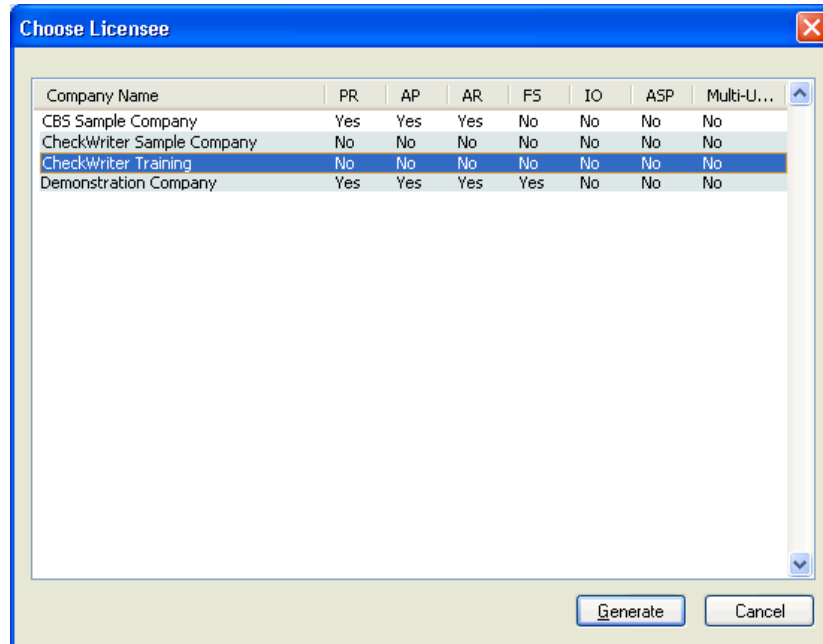 Choose Licensee
Company Name PR AP AR FS IO ASP Multi-U...
CBS Sample Company Yes Yes Yes No No No No
CheckWriter Sample Company No No No No No No No
CheckWriter Training No No No No No No No
Demonstration Company Yes Yes Yes Yes No No No
Generate Cancel